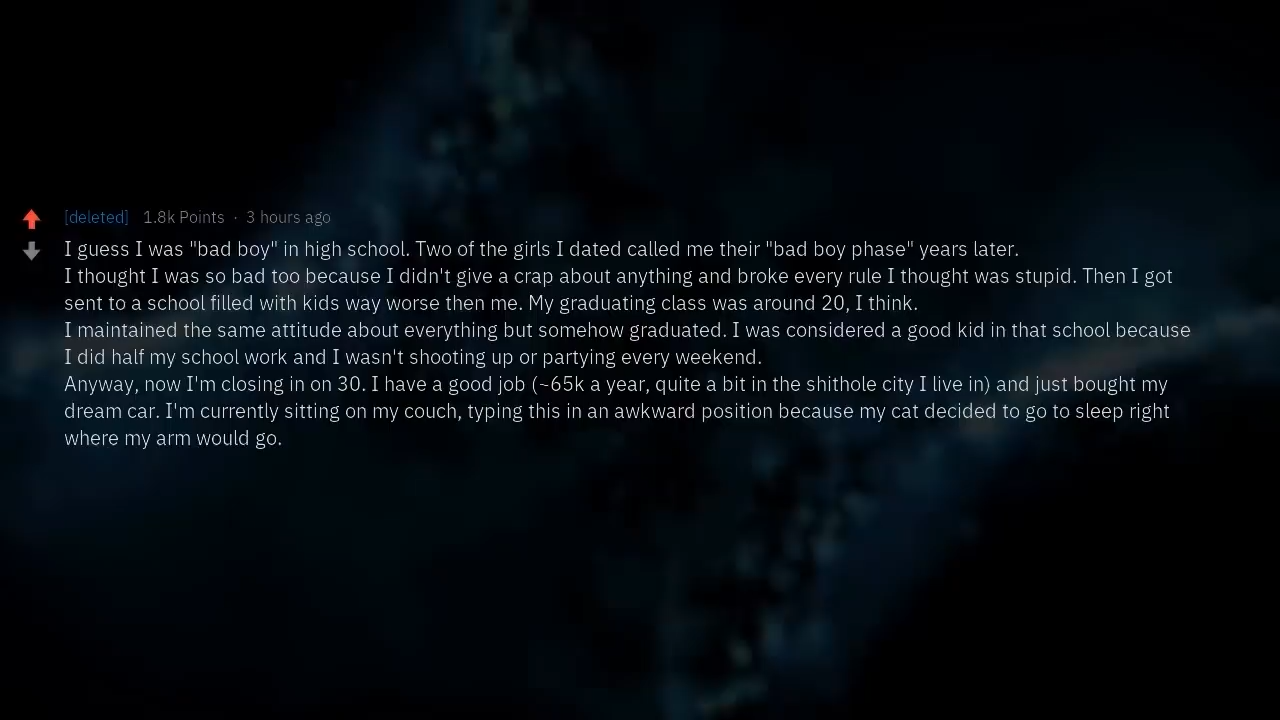 [deleted] 1.8k Points · 3 hours ago
I guess I was "bad boy" in high school. Two of the girls I dated called me their "bad boy phase" years later.
I thought I was so bad too because I didn't give a crap about anything and broke every rule I thought was stupid. Then I got
sent to a school filled with kids way worse then me. My graduating class was around 20, I think.
I maintained the same attitude about everything but somehow graduated. I was considered a good kid in that school because
I did half my school work and I wasn't shooting up or partying every weekend.
Anyway, now I'm closing in on 30. I have a good job (~65k a year, quite a bit in the shithole city I live in) and just bought my
dream car. I'm currently sitting on my couch, typing this in an awkward position because my cat decided to go to sleep right
where my arm would go.